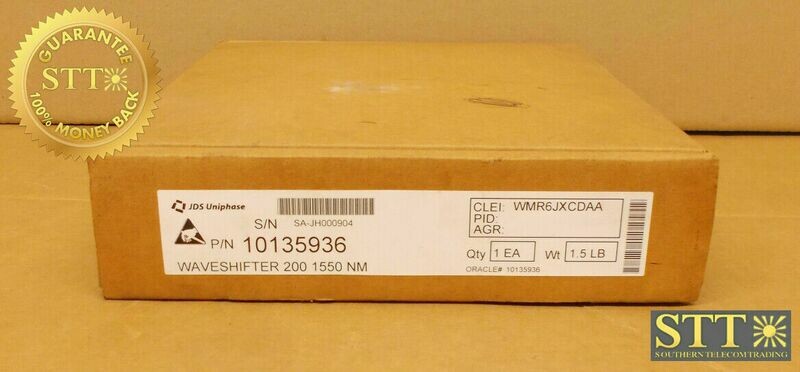 GUARANTEE
STT
100% MONEY BACK
JDS Uniphase
S/N SA-JH000904
P/N 10135936
WAVESHIFTER 200 1550 NM
CLEI: WMR6JXCDAA
PID:
AGR:
Qty 1 EA Wt 1.5 LB
ORACLE# 10135936
STT
SOUTHERN TELECOM TRADING